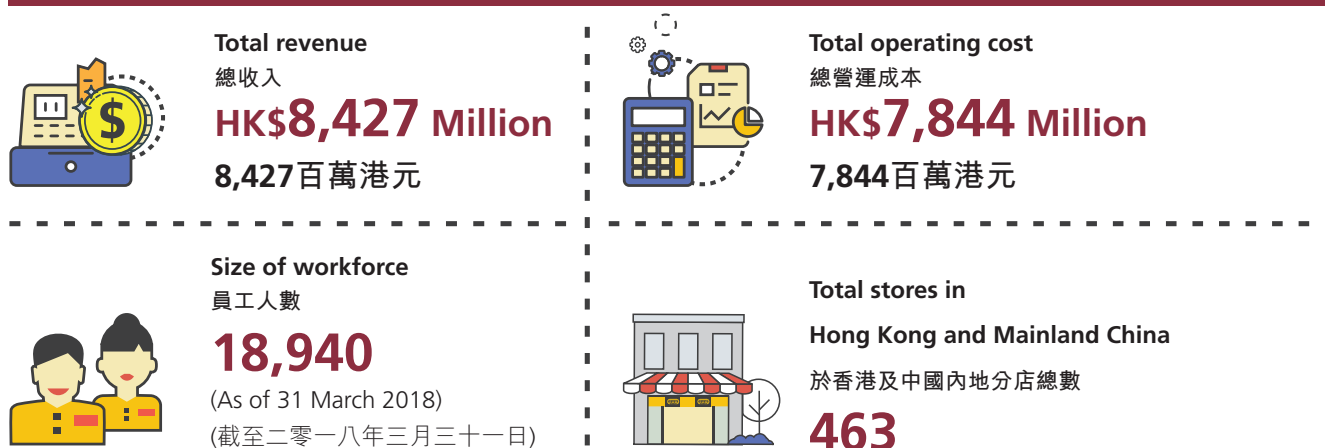 Total revenue
總收入
HK$8,427 Million
8,427百萬港元
Total operating cost
總營運成本
HK$7,844 Million
7,844百萬港元
Size of workforce
員工人數
18,940
(As of 31 March 2018)
(截至二零一八年三月三十一日)
Total stores in
Hong Kong and Mainland China
於香港及中國內地分店總數
463